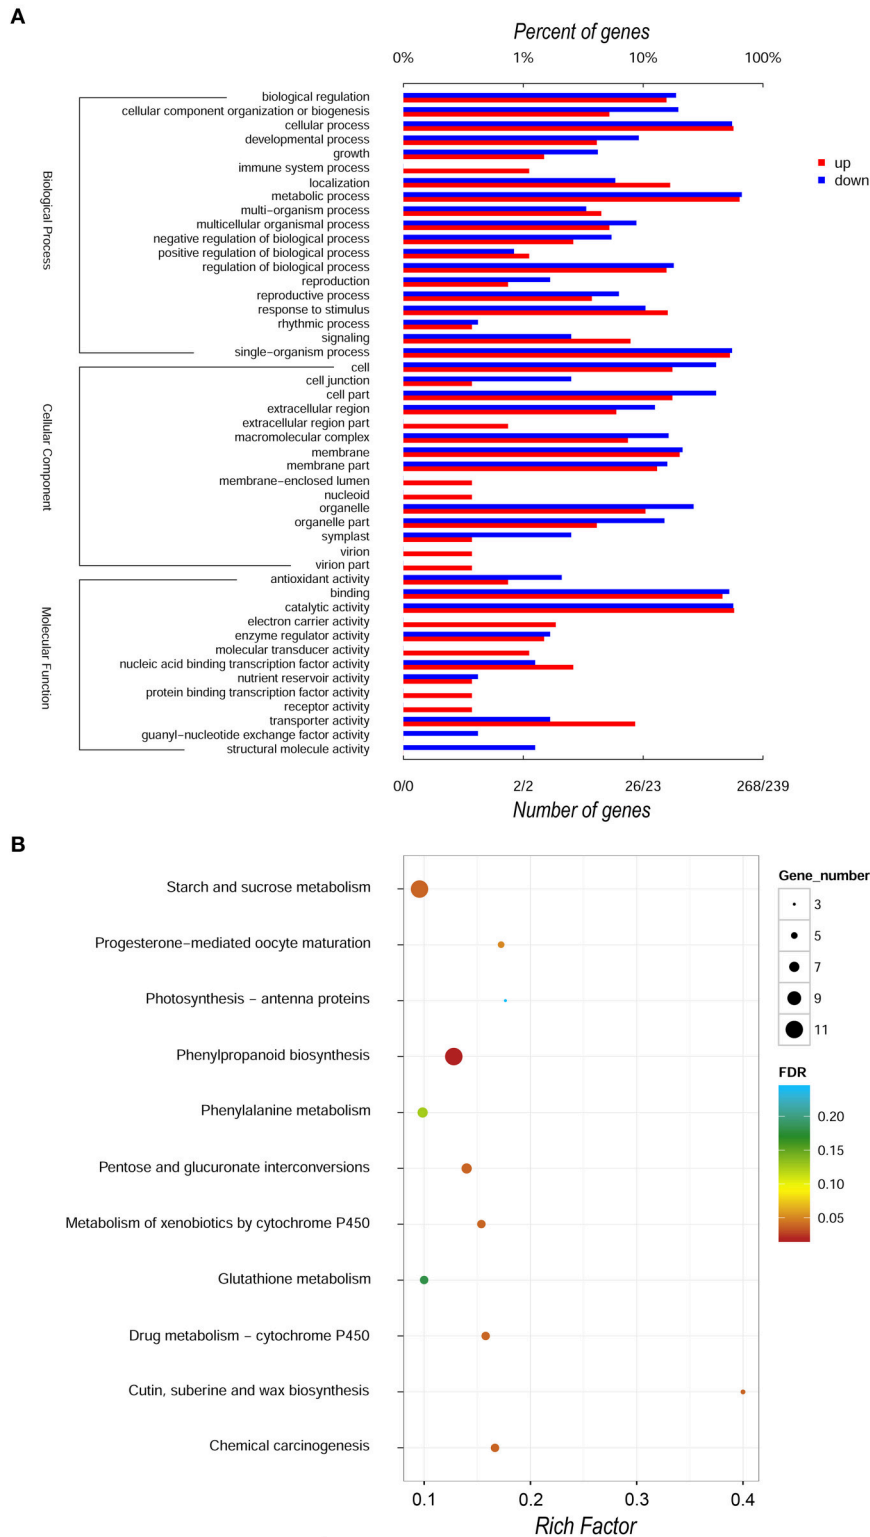 A
Percent of genes
0% 1% 10% 100%
biological regulation
cellular component organization or biogenesis
cellular process
developmental process
growth
immune system process
localization
metabolic process
multi−organism process
multicellular organismal process
negative regulation of biological process
positive regulation of biological process
regulation of biological process
reproduction
reproductive process
response to stimulus
rhythmic process
signaling
single−organism process
cell
cell junction
cell part
extracellular region
extracellular region part
macromolecular complex
membrane
membrane part
membrane−enclosed lumen
nucleoid
organelle
organelle part
symplast
virion
virion part
antioxidant activity
binding
catalytic activity
electron carrier activity
enzyme regulator activity
molecular transducer activity
nucleic acid binding transcription factor activity
nutrient reservoir activity
protein binding transcription factor activity
receptor activity
transporter activity
guanyl−nucleotide exchange factor activity
structural molecule activity
Biological Process
Cellular Component
Molecular Function
up
down
0/0 2/2 26/23 268/239
Number of genes
B
Starch and sucrose metabolism
Progesterone−mediated oocyte maturation
Photosynthesis − antenna proteins
Phenylpropanoid biosynthesis
Phenylalanine metabolism
Pentose and glucuronate interconversions
Metabolism of xenobiotics by cytochrome P450
Glutathione metabolism
Drug metabolism − cytochrome P450
Cutin, suberine and wax biosynthesis
Chemical carcinogenesis
0.1 0.2 0.3 0.4
Rich Factor
Gene_number
3
5
7
9
11
FDR
0.20
0.15
0.10
0.05